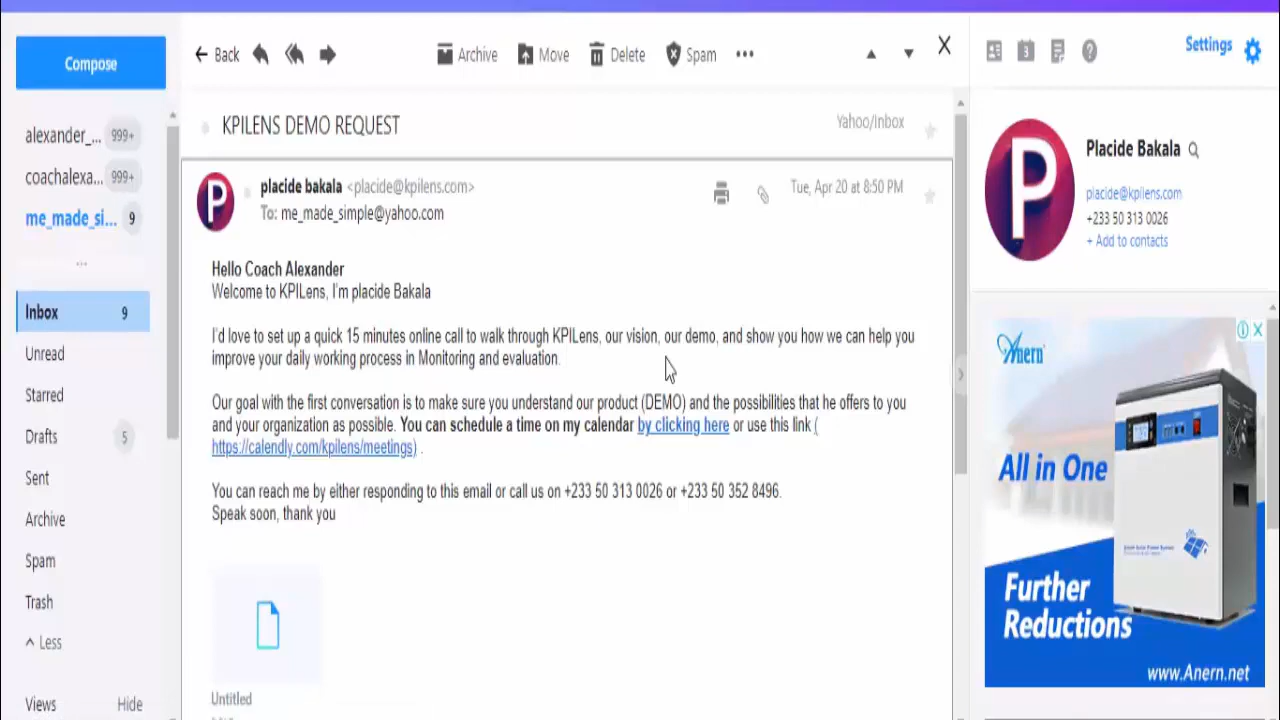 Compose
Back
Archive
Move
Delete
Spam
Settings
alexander_... 999+
coachalexa... 999+
me_made_si... 9
...
Inbox 9
Unread
Starred
Drafts 5
Sent
Archive
Spam
Trash
Less
Views Hide
KPILENS DEMO REQUEST
Yahoo/Inbox
placide bakala <placide@kpilens.com>
Tue, Apr 20 at 8:50 PM
To: me_made_simple@yahoo.com
Hello Coach Alexander
Welcome to KPILens, I'm placide Bakala
I'd love to set up a quick 15 minutes online call to walk through KPILens, our vision, our demo, and show you how we can help you
improve your daily working process in Monitoring and evaluation.
Our goal with the first conversation is to make sure you understand our product (DEMO) and the possibilities that he offers to you
and your organization as possible. You can schedule a time on my calendar by clicking here or use this link (
https://calendly.com/kpilens/meetings) .
You can reach me by either responding to this email or call us on +233 50 313 0026 or +233 50 352 8496.
Speak soon, thank you
Untitled
P
P
3
Placide Bakala
placide@kpilens.com
+233 50 313 0026
+ Add to contacts
Anern
All in One
Further
Reductions
www.Anern.net